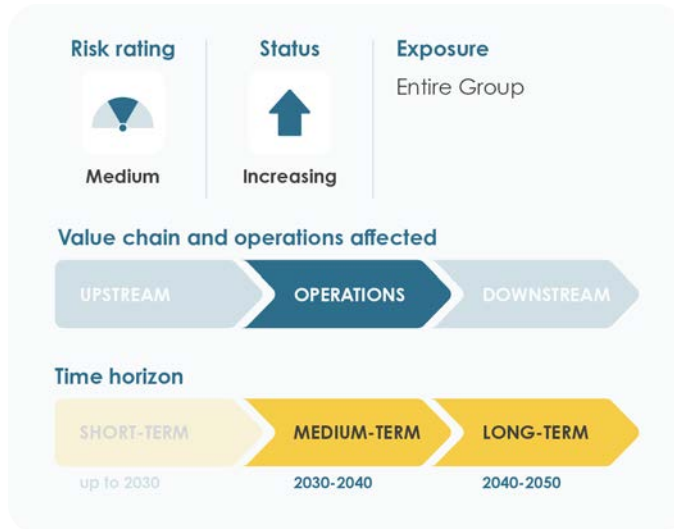 Risk rating
Status
Exposure
Entire Group
Medium
Increasing
Value chain and operations affected
UPSTREAM
OPERATIONS
DOWNSTREAM
Time horizon
SHORT-TERM
MEDIUM-TERM
LONG-TERM
up to 2030
2030-2040
2040-2050